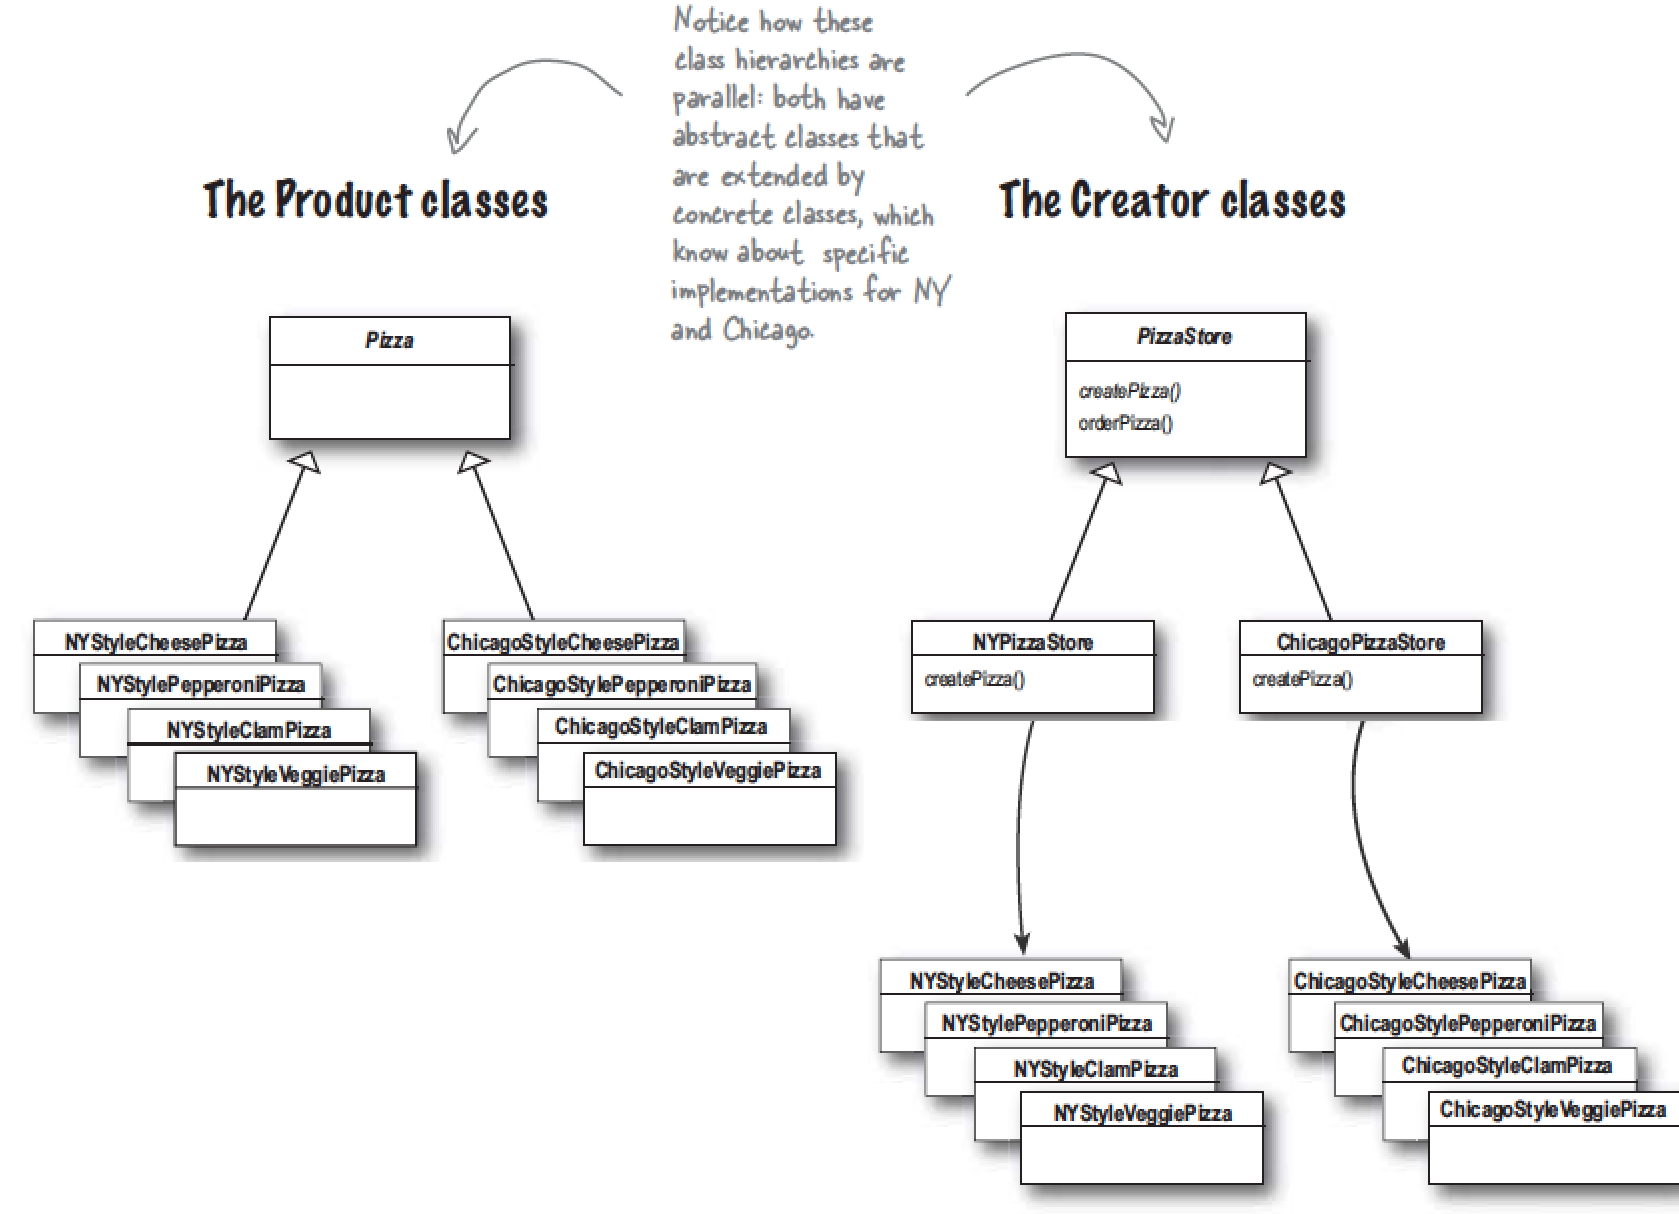 Notice how these
class hierarchies are
parallel: both have
abstract classes that
are extended by
concrete classes, which
know about specific
implementations for NY
and Chicago.
The Product classes
The Creator classes
Pizza
NYStyleCheesePizza
NYStylePepperoniPizza
NYStyleClamPizza
NYStyleVeggiePizza
ChicagoStyleCheesePizza
ChicagoStylePepperoniPizza
ChicagoStyleClamPizza
ChicagoStyleVeggiePizza
PizzaStore
createPizza()
orderPizza()
NYPizzaStore
createPizza()
ChicagoPizzaStore
createPizza()
NYStyleCheesePizza
NYStylePepperoniPizza
NYStyleClamPizza
NYStyleVeggiePizza
ChicagoStyleCheesePizza
ChicagoStylePepperoniPizza
ChicagoStyleClamPizza
ChicagoStyleVeggiePizza